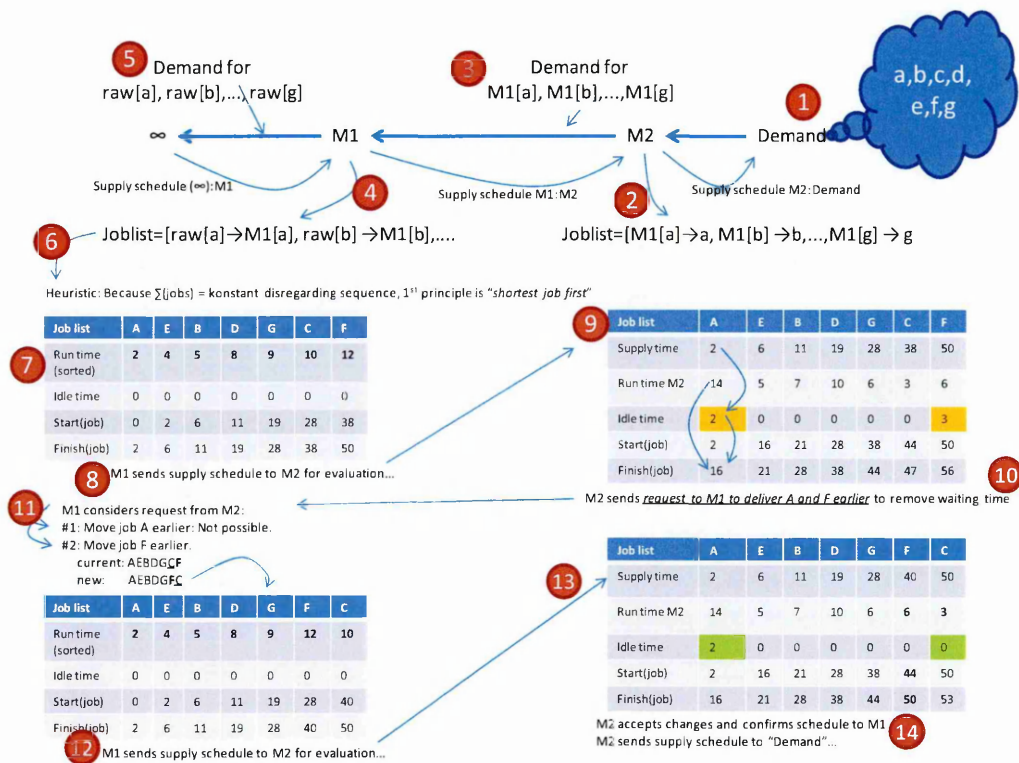 a,b,c,d,
e,f,g
1
Demand
5
Demand for
raw[a], raw[b],..., raw[g]
3
Demand for
M1[a], M1[b],...,M1[g]
∞
M1
M2
Supply schedule (∞):M1
4
Supply schedule M1:M2
2
Supply schedule M2:Demand
6
Joblist=[raw[a]→M1[a], raw[b] →M1[b],....
Joblist=[M1[a]→a, M1[b] →b,...,M1[g] → g
Heuristic: Because ∑(jobs) = konstant disregarding sequence, 1st principle is "shortest job first"
7
Job list A E B D G C F
Run time 2 4 5 8 9 10 12
(sorted)
Idle time 0 0 0 0 0 0 0
Start(job) 0 2 6 11 19 28 38
Finish(job) 2 6 11 19 28 38 50
8
M1 sends supply schedule to M2 for evaluation...
9
Job list A E B D G C F
Supply time 2 6 11 19 28 38 50
Run time M2 14 5 7 10 6 3 6
Idle time 2 0 0 0 0 0 3
Start(job) 2 16 21 28 38 44 50
Finish(job) 16 21 28 38 44 47 56
10
M2 sends request to M1 to deliver A and F earlier to remove waiting time
11
M1 considers request from M2:
#1: Move job A earlier: Not possible.
#2: Move job F earlier.
current: AEBDGCF
new: AEBDGFC
Job list A E B D G F C
Run time 2 4 5 8 9 12 10
(sorted)
Idle time 0 0 0 0 0 0 0
Start(job) 0 2 6 11 19 28 40
Finish(job) 2 6 11 19 28 40 50
12
M1 sends supply schedule to M2 for evaluation...
13
Job list A E B D G F C
Supply time 2 6 11 19 28 40 50
Run time M2 14 5 7 10 6 6 3
Idle time 2 0 0 0 0 0 0
Start(job) 2 16 21 28 38 44 50
Finish(job) 16 21 28 38 44 50 53
M2 accepts changes and confirms schedule to M1
M2 sends supply schedule to "Demand"...
14